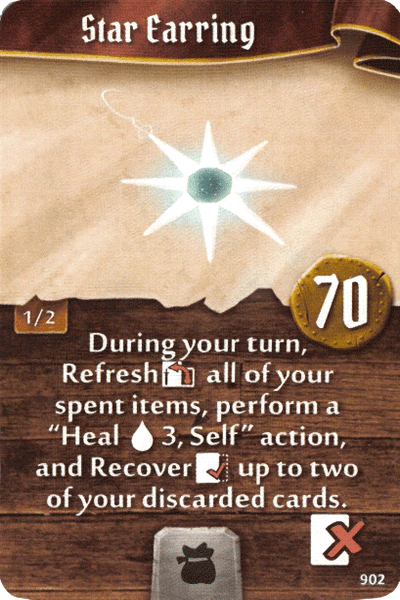 Star Earring
70
1/2
During your turn,
Refresh all of your
spent items, perform a
“Heal 3, Self” action,
and Recover up to two
of your discarded cards.
902